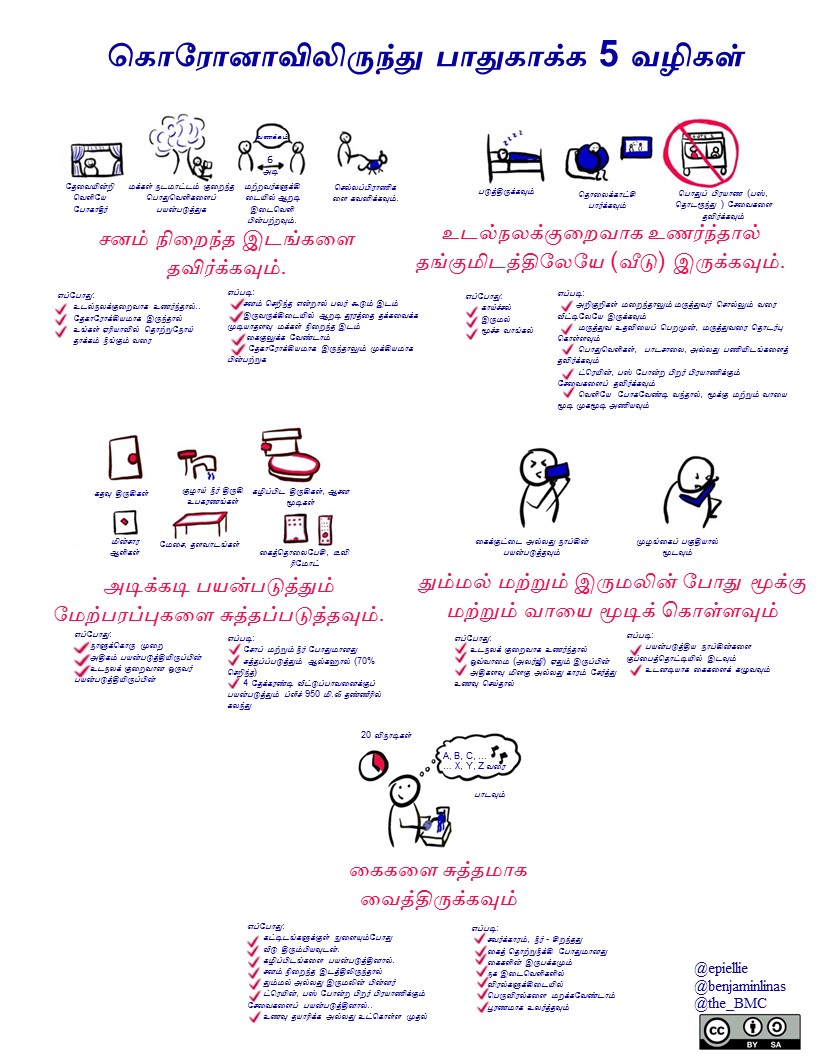 கொரோனாவிலிருந்து பாதுகாக்க 5 வழிகள்
தேவையின்றி
வெளியே
போகாதீர்
மக்கள் நடமாட்டம் குறைந்த
பொதுவெளிகளைப்
பயன்படுத்துக
வணக்கம்
6
அடி
மற்றவர்களுக்கி
டையில் ஆறடி
இடைவெளி
பின்பற்றவும்.
செல்லப்பிராணிக
ளை கவனிக்கவும்.
சனம் நிறைந்த இடங்களை
தவிர்க்கவும்.
எப்போது:
உடல்நலக்குறைவாக உணர்ந்தால்..
தேகாரோக்கியமாக இருந்தால்
உங்கள் ஏரியாவில் தொற்றுநோய்
தாக்கம் நீங்கும் வரை
எப்படி:
சனம் செறிந்த என்றால் பலர் கூடும் இடம்
இருவருக்கிடையில் ஆறடி தூரத்தை தக்கவைக்க
முடியாதளவு மக்கள் நிறைந்த இடம்
கைகுலுக்க வேண்டாம்
தேகாரோக்கியமாக இருந்தாலும் முக்கியமாக
பின்பற்றுக
படுத்திருக்கவும்
தொலைக்காட்சி
பார்க்கவும்
பொதுப் பிரயாண (பஸ்,
தொடரூந்து ) சேவைகளை
தவிர்க்கவும்
உடல்நலக்குறைவாக உணர்ந்தால்
தங்குமிடத்திலேயே (வீடு) இருக்கவும்.
எப்போது:
காய்ச்சல்
இருமல்
மூச்சு வாங்கல்
எப்படி:
அறிகுறிகள் மறைந்தாலும் மருத்துவர் சொல்லும் வரை
வீட்டிலேயே இருக்கவும்
மருத்துவ உதவியைப் பெறமுன், மருத்துவரை தொடர்பு
கொள்ளவும்
பொதுவெளிகள், பாடசாலை, அல்லது பணியிடங்களைத்
தவிர்க்கவும்
ட்ரெயின், பஸ் போன்ற பிறர் பிரயாணிக்கும்
சேவைகளைப் தவிர்க்கவும்
வெளியே போகவேண்டி வந்தால், மூக்கு மற்றும் வாயை
மூடி முகமூடி அணியவும்
கதவு திருகிகள்
குழாய் நீர் திருகி
உபகரணங்கள்
கழிப்பிட திருகிகள், ஆசன
மூடிகள்
மின்சார
ஆளிகள்
மேசை, தளவாடங்கள்
கைத்தொலைபேசி, டீவி
ரிமோட்
அடிக்கடி பயன்படுத்தும்
மேற்பரப்புகளை சுத்தப்படுத்தவும்.
எப்போது:
நாளுக்கொரு முறை
அதிகம் பயன்படுத்தியிருப்பின்
உடநலக் குறைவான ஒருவர்
பயன்படுத்தியிருப்பின்
எப்படி:
சோப் மற்றும் நீர் போதுமானது
சுத்தப்படுத்தும் ஆல்கஹால் (70%
செறிந்த)
4 தேக்கரண்டி வீட்டுப்பாவனைக்குப்
பயன்படுத்தும் ப்ளீச் 950 மி.லீ தண்ணீரில்
கலந்து
கைக்குட்டை அல்லது நாப்கின்
பயன்படுத்தவும்
முழங்கைப் பகுதியால்
மூடவும்
தும்மல் மற்றும் இருமலின் போது மூக்கு
மற்றும் வாயை மூடிக் கொள்ளவும்
எப்போது:
உடநலக் குறைவாக உணர்ந்தால்
ஒவ்வாமை (அலர்ஜி) ஏதும் இருப்பின்
அதிகளவு மிளகு அல்லது காரம் சேர்த்து
உணவு செய்தால்
எப்படி:
பயன்படுத்திய நாப்கின்களை
குப்பைத்தொட்டியில் இடவும்
உடனடியாக கைகளைக் கழுவவும்
20 விநாடிகள்
A, B, C, ...
... X, Y, Z வரை
பாடவும்
கைகளை சுத்தமாக
வைத்திருக்கவும்
எப்போது:
கட்டிடங்களுக்குள் நுழையும்போது
வீடு திரும்பியவுடன்.
கழிப்பிடங்களை பயன்படுத்தினால்.
சனம் நிறைந்த இடத்திலிருந்தால்
தும்மல் அல்லது இருமலின் பின்னர்
ட்ரெயின், பஸ் போன்ற பிறர் பிரயாணிக்கும்
சேவைகளைப் பயன்படுத்தினால்..
உணவு தயாரிக்க அல்லது உட்கொள்ள முதல்
எப்படி:
சவர்க்காரம், நீர் - சிறந்தது
கைத் தொற்றுநீக்கி போதுமானது
கைகளின் இருபக்கமும்
நக இடைவெளிகளில்
விரல்களுக்கிடையில்
பெருவிரல்களை மறக்கவேண்டாம்
பூரணமாக உலர்த்தவும்
@epiellie
@benjaminlinas
@the_BMC
cc
BY SA